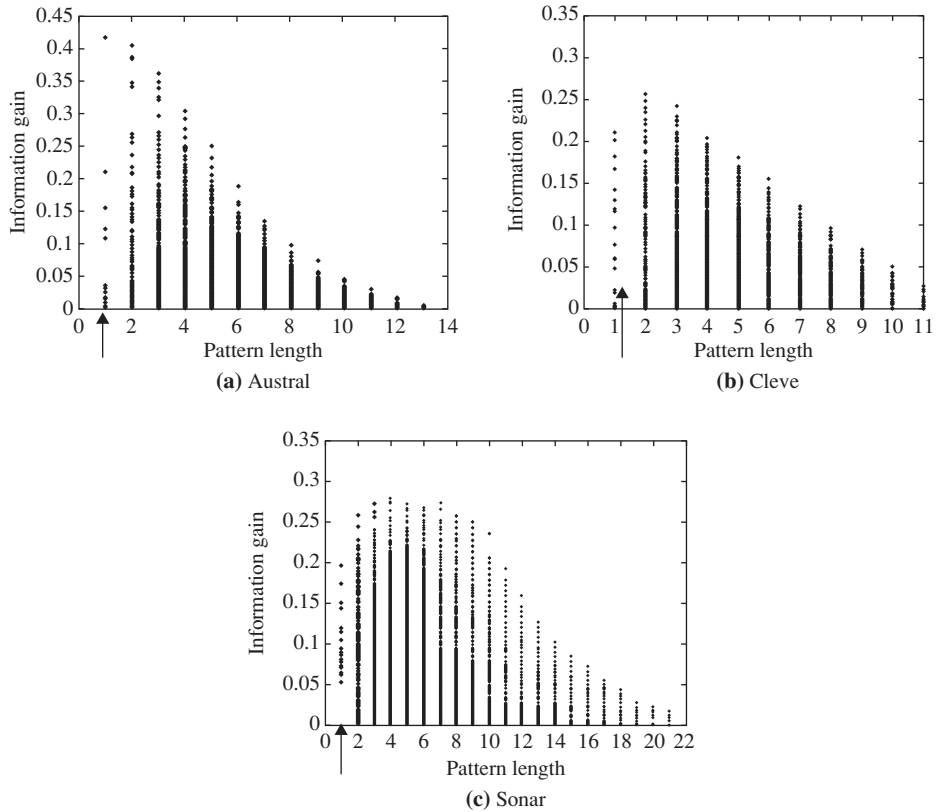 0.45
0.4
0.35
0.3
0.25
0.2
0.15
0.1
0.05
0
Information gain
0 2 4 6 8 10 12 14
Pattern length
(a) Austral
0.35
0.3
0.25
0.2
0.15
0.1
0.05
0
Information gain
0 1 2 3 4 5 6 7 8 9 10 11
Pattern length
(b) Cleve
0.35
0.3
0.25
0.2
0.15
0.1
0.05
0
Information gain
0 2 4 6 8 10 12 14 16 18 20 22
Pattern length
(c) Sonar